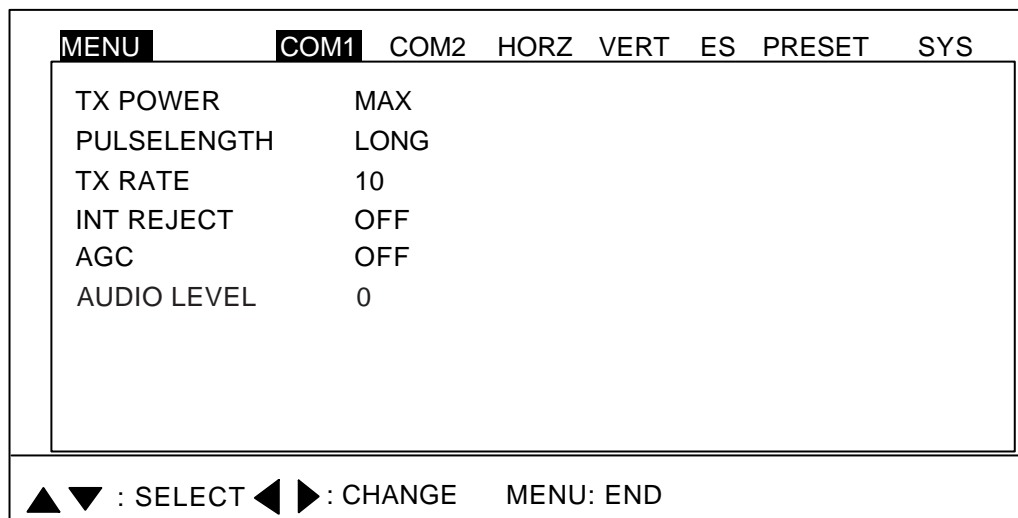 MENU COM1 COM2 HORZ VERT ES PRESET SYS
TX POWER MAX
PULSELENGTH LONG
TX RATE 10
INT REJECT OFF
AGC OFF
AUDIO LEVEL 0
▲ ▼ : SELECT ◀ ▶ : CHANGE MENU: END